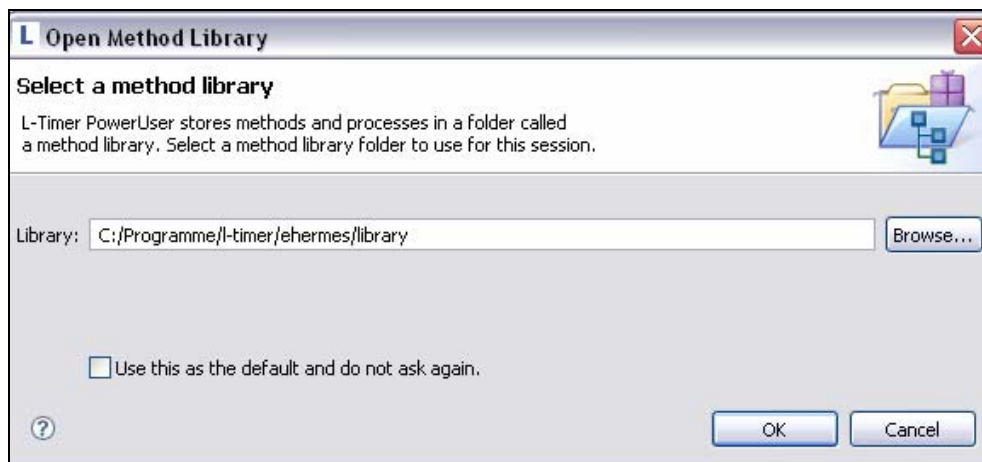 L Open Method Library
Select a method library
L-Timer PowerUser stores methods and processes in a folder called
a method library. Select a method library folder to use for this session.
Library: C:/Programme/l-timer/ehermes/library Browse...
Use this as the default and do not ask again.
? OK Cancel